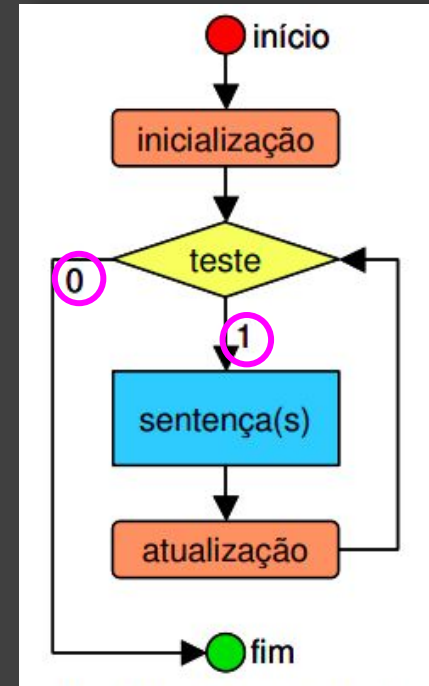 início
inicialização
teste
0
1
sentença(s)
atualização
fim